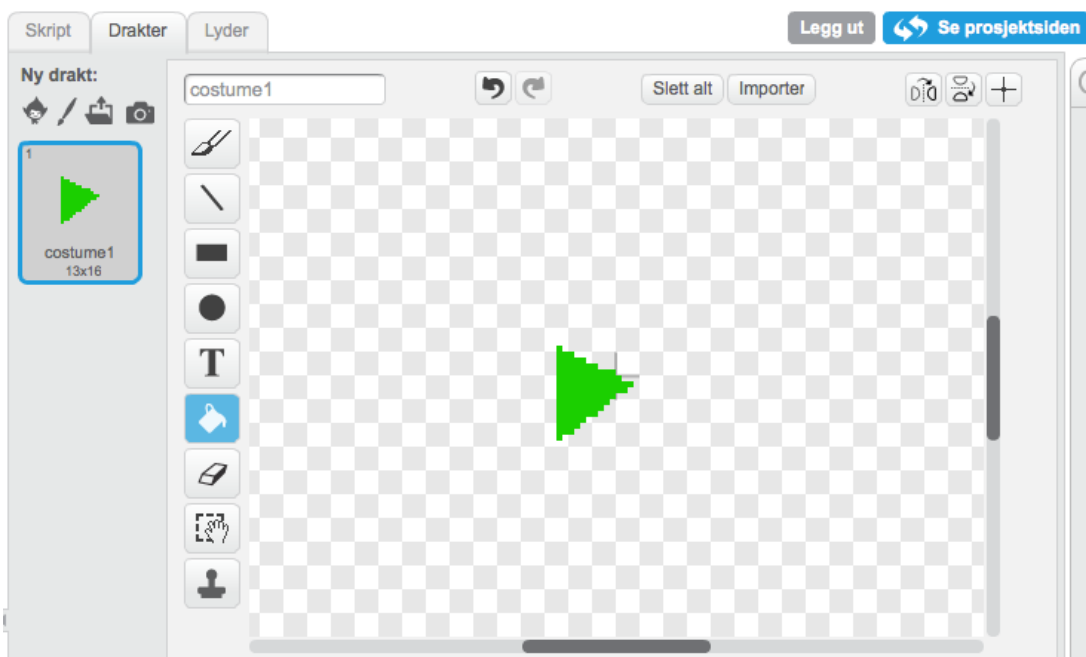 Skript
Drakter
Lyder
Legg ut
Se prosjektsiden
Ny drakt:
costume1
Slett alt
Importer
1
costume1
13x16
T